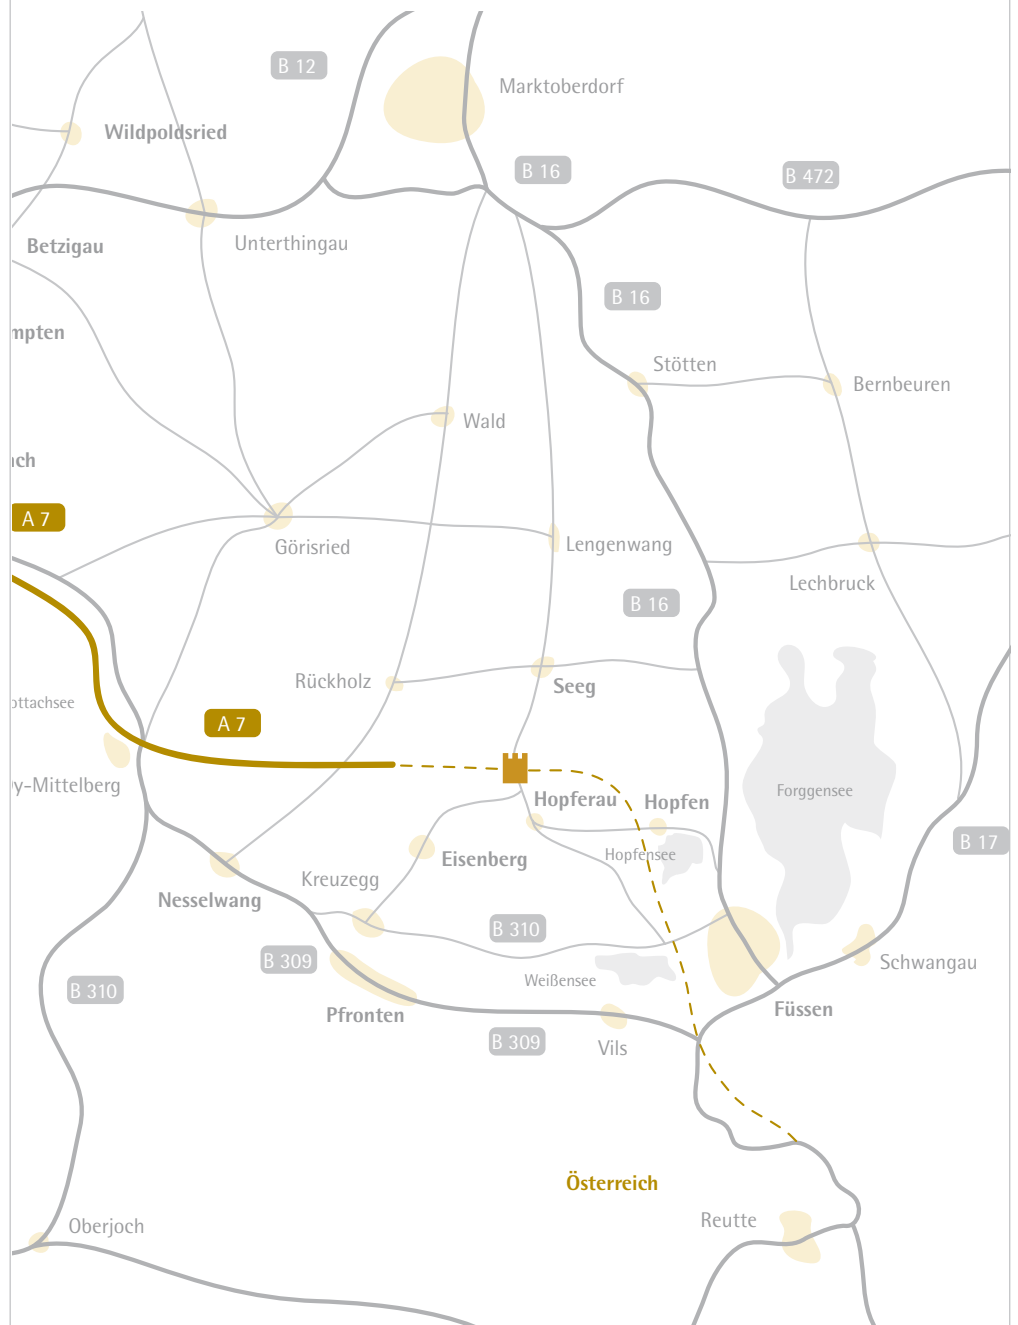 B 12
Marktoberdorf
Wildpoldsried
B 16
B 472
Unterthingau
Betzigau
B 16
mpten
Stötten
Bernbeuren
Wald
ach
A 7
Görisried
Lengenwang
Lechbruck
B 16
Rückholz
Seeg
ottachsee
A 7
y-Mittelberg
Forggensee
Hopferau
Hopfen
B 17
Hopfensee
Eisenberg
Kreuzegg
Nesselwang
B 310
B 309
Schwangau
Weißensee
B 310
Pfronten
Füssen
B 309
Vils
Österreich
Reutte
Oberjoch